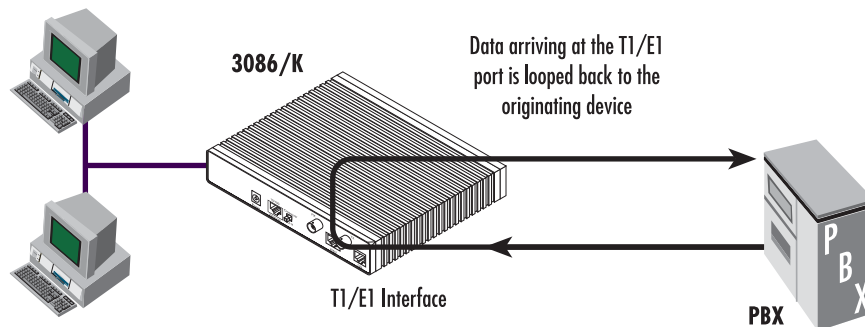 3086/K
Data arriving at the T1/E1
port is looped back to the
originating device
T1/E1 Interface
PBX
PBX